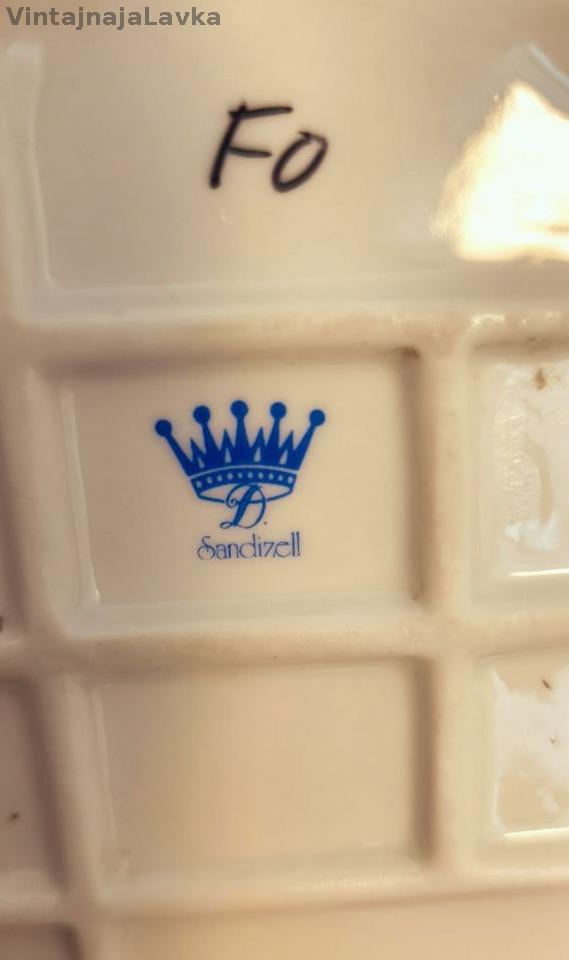 VintajnajaLavka
Fo
D.
Sandizell